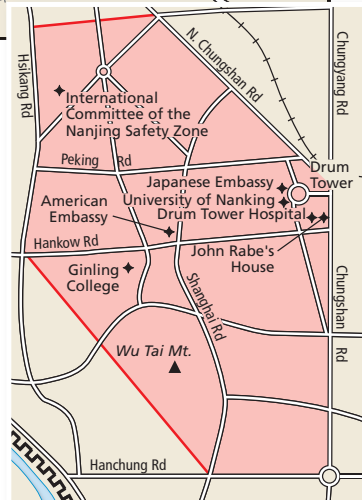 Hsikang Rd
N. Chungshan Rd
Chungyang Rd
International
Committee of the
Nanjing Safety Zone
Peking Rd
Drum
Tower
Japanese Embassy
University of Nanking
Drum Tower Hospital
American
Embassy
Hankow Rd
John Rabe's
House
Ginling
College
Shanghai Rd
Chungshan Rd
Wu Tai Mt.
Hanchung Rd